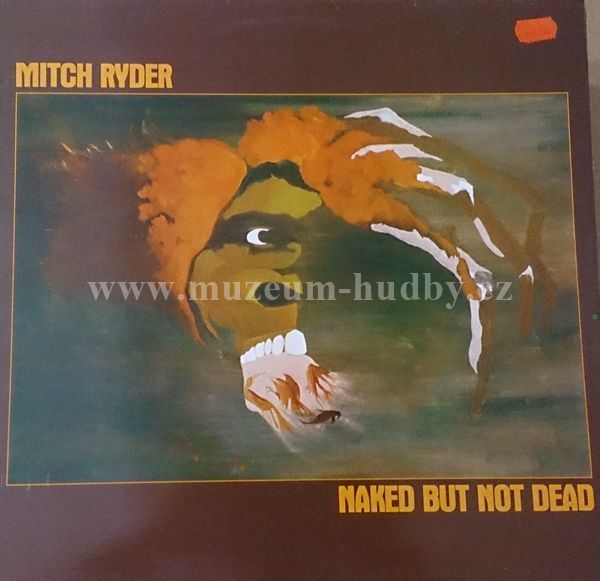 MITCH RYDER
www.muzeum-hudby.cz
NAKED BUT NOT DEAD